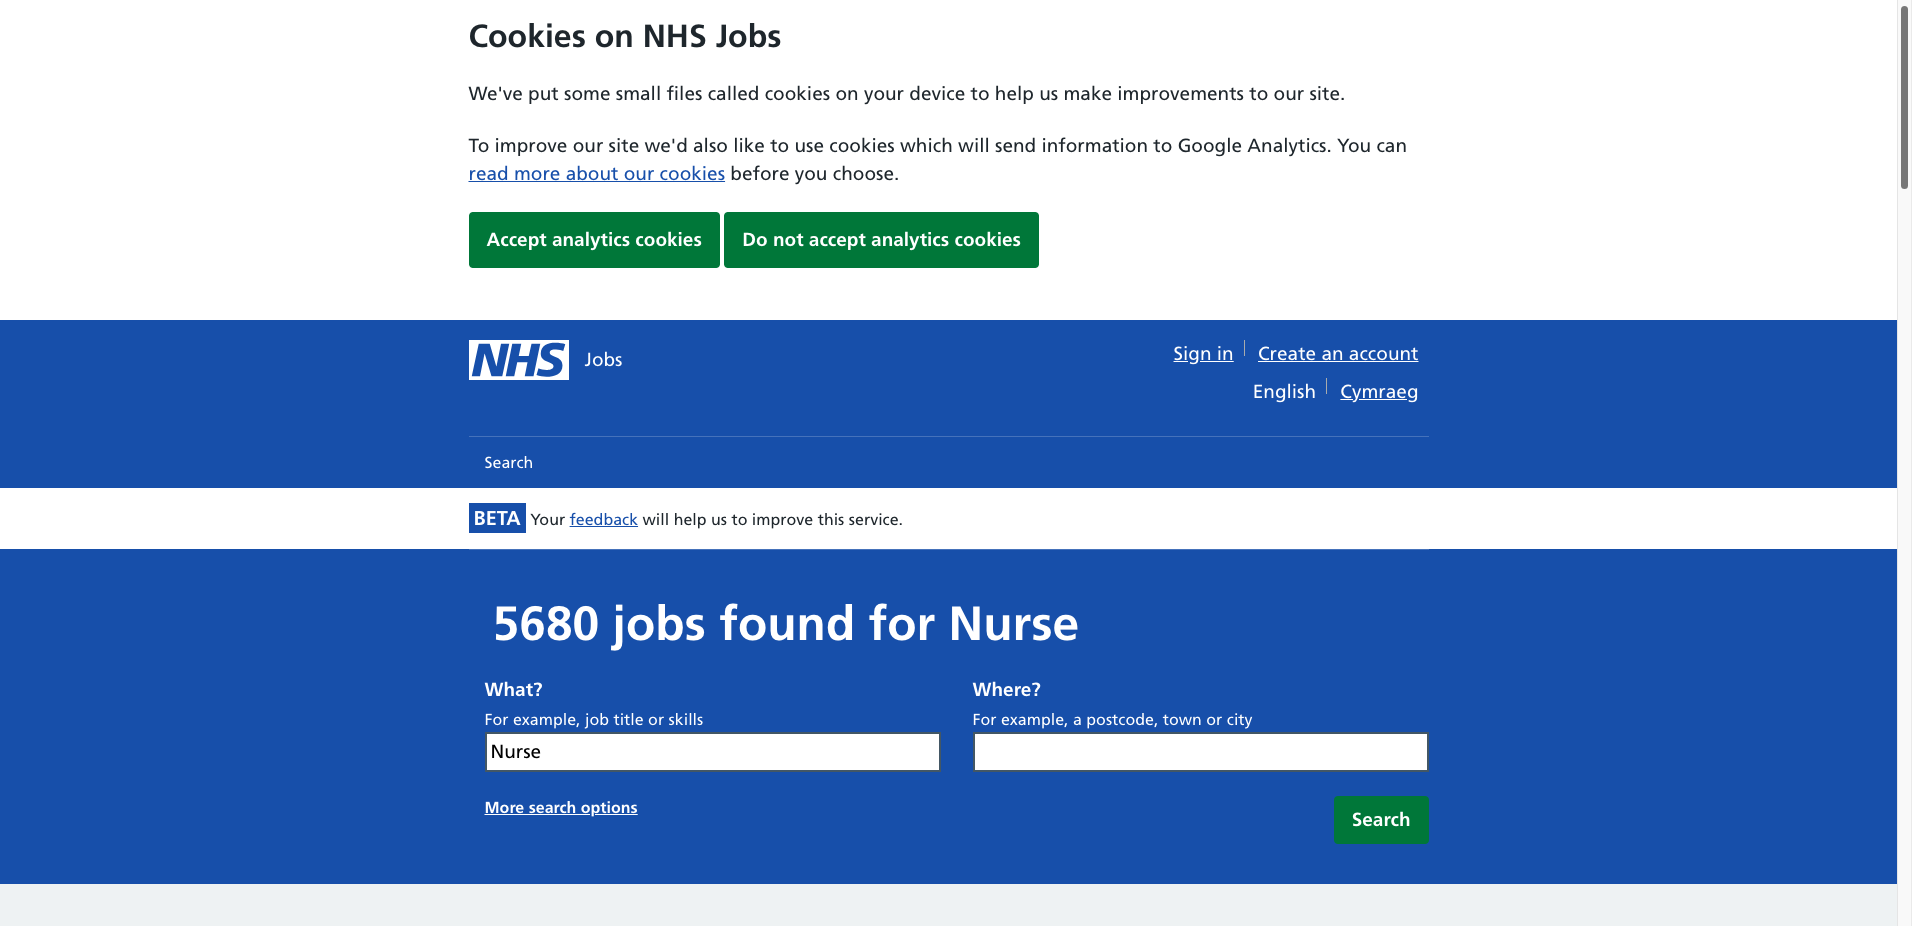 Cookies on NHS Jobs
We've put some small files called cookies on your device to help us make improvements to our site.
To improve our site we'd also like to use cookies which will send information to Google Analytics. You can
read more about our cookies before you choose.
Accept analytics cookies Do not accept analytics cookies
NHS Jobs
Sign in Create an account
English Cymraeg
Search
BETA Your feedback will help us to improve this service.
5680 jobs found for Nurse
What? Where?
For example, job title or skills For example, a postcode, town or city
Nurse
More search options Search